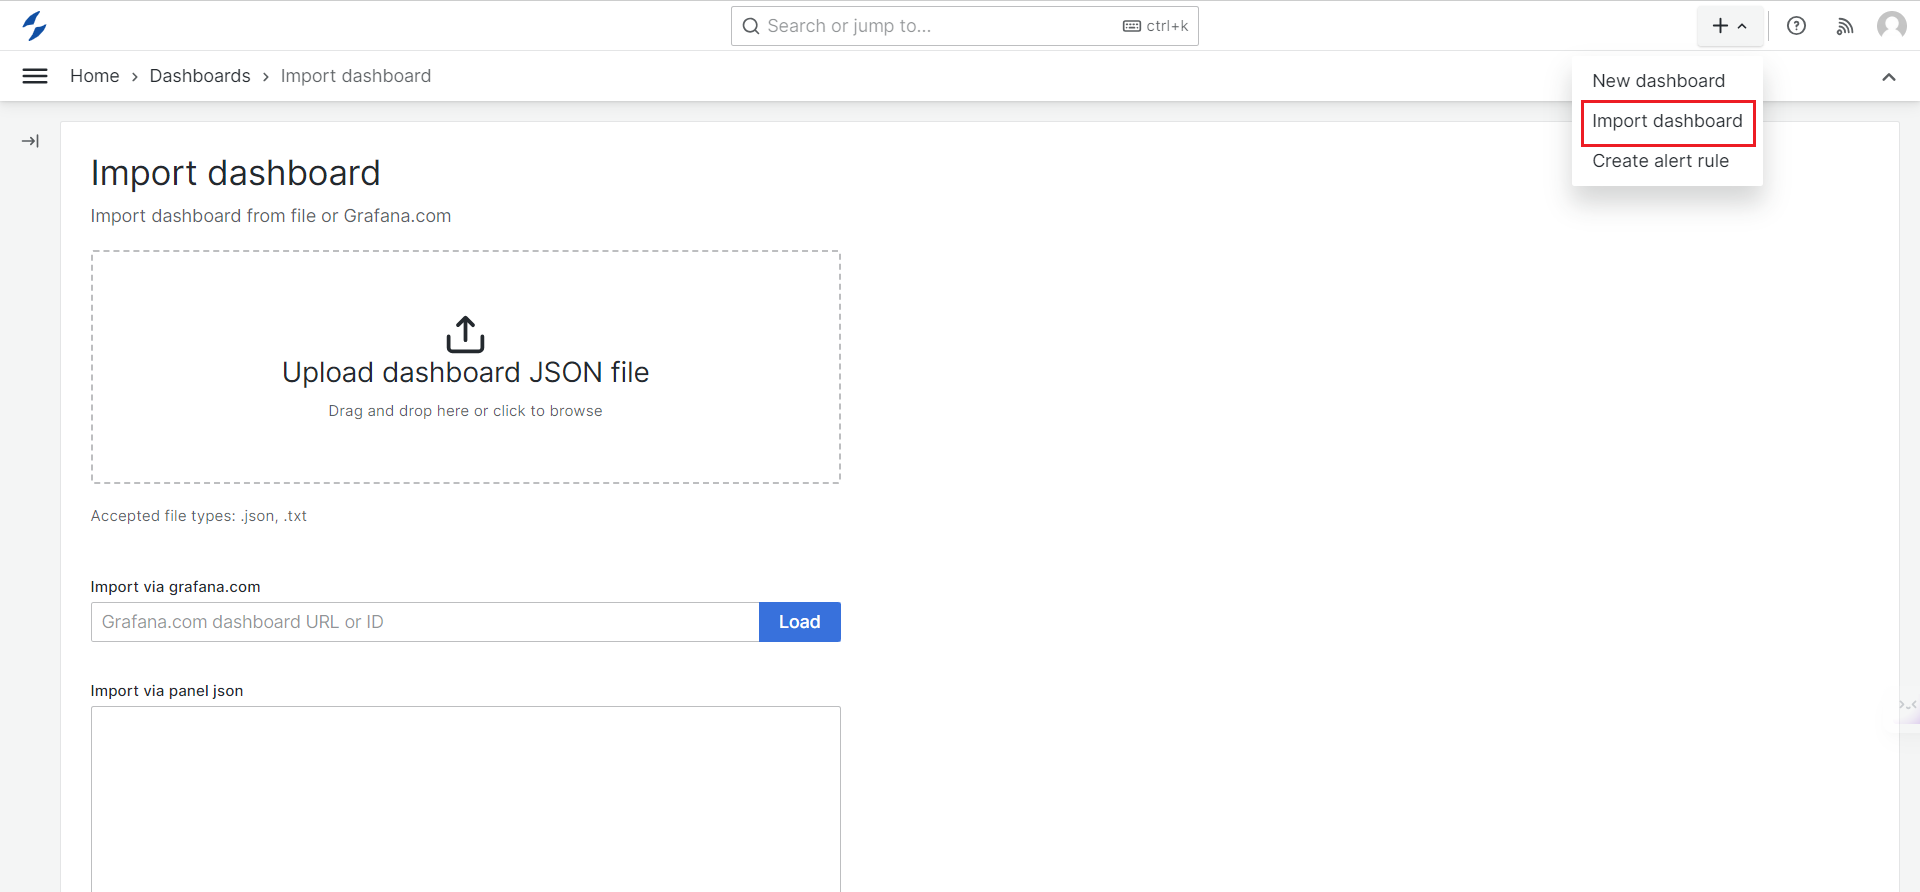 Search or jump to...
ctrl+k
Home
Dashboards
Import dashboard
New dashboard
Import dashboard
Create alert rule
Import dashboard
Import dashboard from file or Grafana.com
Upload dashboard JSON file
Drag and drop here or click to browse
Accepted file types: .json, .txt
Import via grafana.com
Grafana.com dashboard URL or ID
Load
Import via panel json